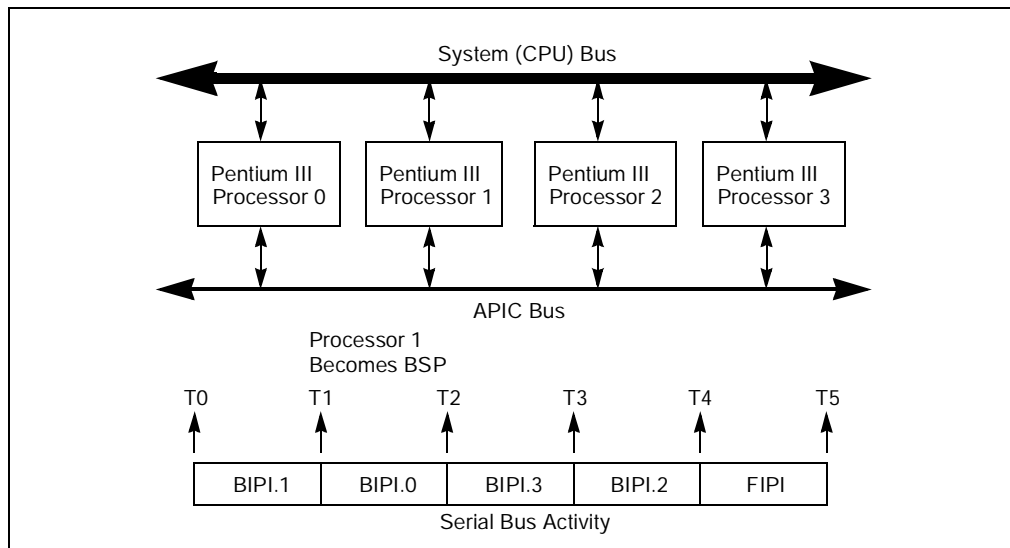 System (CPU) Bus
Pentium III
Processor 0
Pentium III
Processor 1
Pentium III
Processor 2
Pentium III
Processor 3
APIC Bus
Processor 1
Becomes BSP
T0 T1 T2 T3 T4 T5
BIPI.1 BIPI.0 BIPI.3 BIPI.2 FIPI
Serial Bus Activity